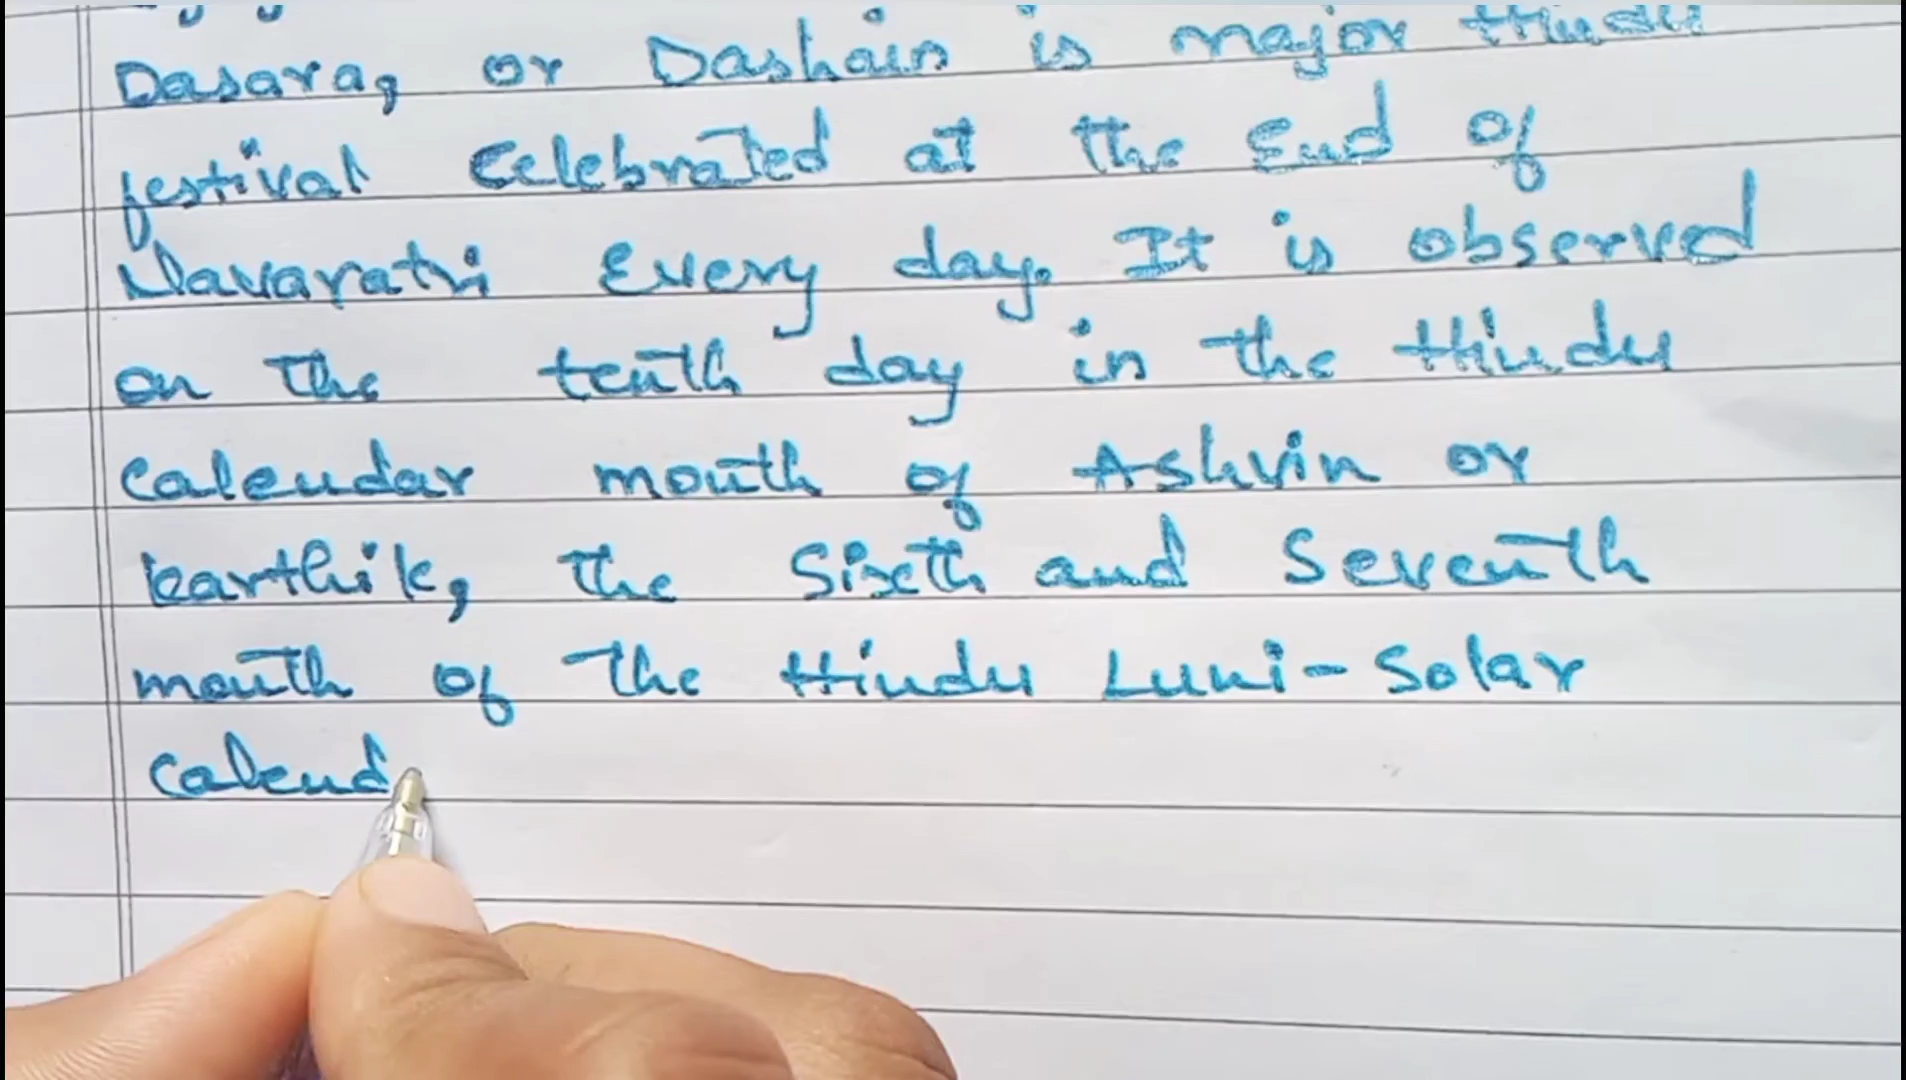 Dasara, or Dashain is major Hindu
festival Celebrated at the End of
Navaratri Every day. It is observed
on the tenth day in the Hindu
Calendar month of Ashvin or
karthik, the Sixth and Seventh
month of the Hindu Luni-Solar
Calend